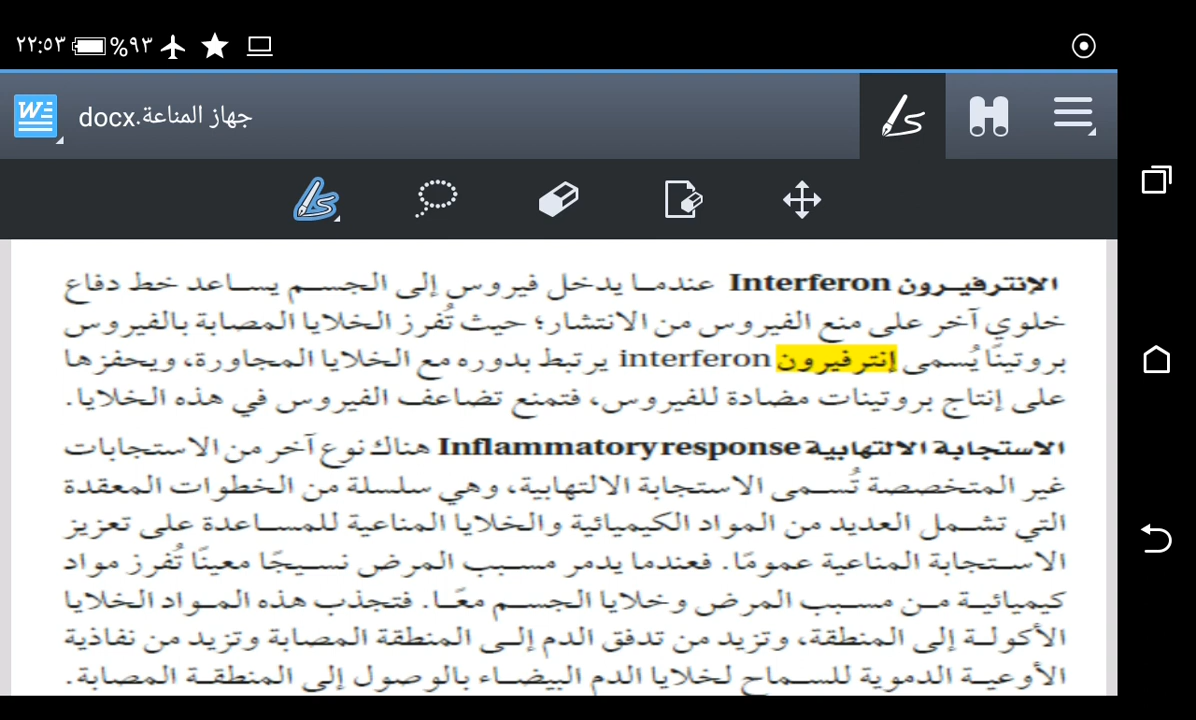 ٢٢:٥٣ %٩٣
جهاز المناعة.docx
الإنترفيرون Interferon عندما يدخل فيروس إلى الجسم يساعد خط دفاع
خلوي آخر على منع الفيروس من الانتشار؛ حيث تُفرز الخلايا المصابة بالفيروس
بروتينًا يُسمى إنترفيرون interferon يرتبط بدوره مع الخلايا المجاورة، ويحفزها
على إنتاج بروتينات مضادة للفيروس، فتمنع تضاعف الفيروس في هذه الخلايا.
الاستجابة الالتهابية Inflammatory response هناك نوع آخر من الاستجابات
غير المتخصصة تُسمى الاستجابة الالتهابية، وهي سلسلة من الخطوات المعقدة
التي تشمل العديد من المواد الكيميائية والخلايا المناعية للمساعدة على تعزيز
الاستجابة المناعية عمومًا. فعندما يدمر مسبب المرض نسيجًا معينًا تُفرز مواد
كيميائية من مسبب المرض وخلايا الجسم معًا. فتجذب هذه المواد الخلايا
الأكولة إلى المنطقة، وتزيد من تدفق الدم إلى المنطقة المصابة وتزيد من نفاذية
الأوعية الدموية للسماح لخلايا الدم البيضاء بالوصول إلى المنطقة المصابة.